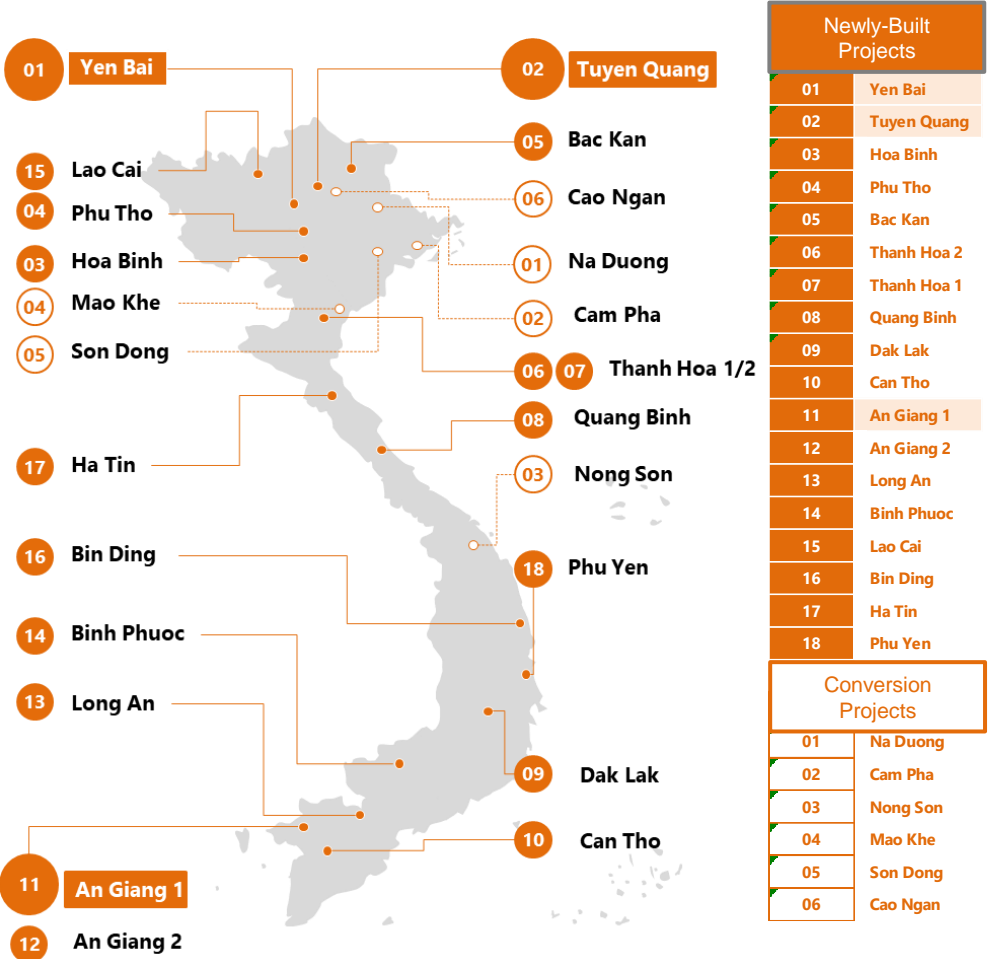 01 Yen Bai
02 Tuyen Quang
05 Bac Kan
15 Lao Cai
06 Cao Ngan
04 Phu Tho
03 Hoa Binh
01 Na Duong
04 Mao Khe
02 Cam Pha
05 Son Dong
06 07 Thanh Hoa 1/2
08 Quang Binh
17 Ha Tin
03 Nong Son
16 Bin Ding
18 Phu Yen
14 Binh Phuoc
13 Long An
09 Dak Lak
10 Can Tho
11 An Giang 1
12 An Giang 2
Newly-Built
Projects
01 Yen Bai
02 Tuyen Quang
03 Hoa Binh
04 Phu Tho
05 Bac Kan
06 Thanh Hoa 2
07 Thanh Hoa 1
08 Quang Binh
09 Dak Lak
10 Can Tho
11 An Giang 1
12 An Giang 2
13 Long An
14 Binh Phuoc
15 Lao Cai
16 Bin Ding
17 Ha Tin
18 Phu Yen
Conversion
Projects
01 Na Duong
02 Cam Pha
03 Nong Son
04 Mao Khe
05 Son Dong
06 Cao Ngan